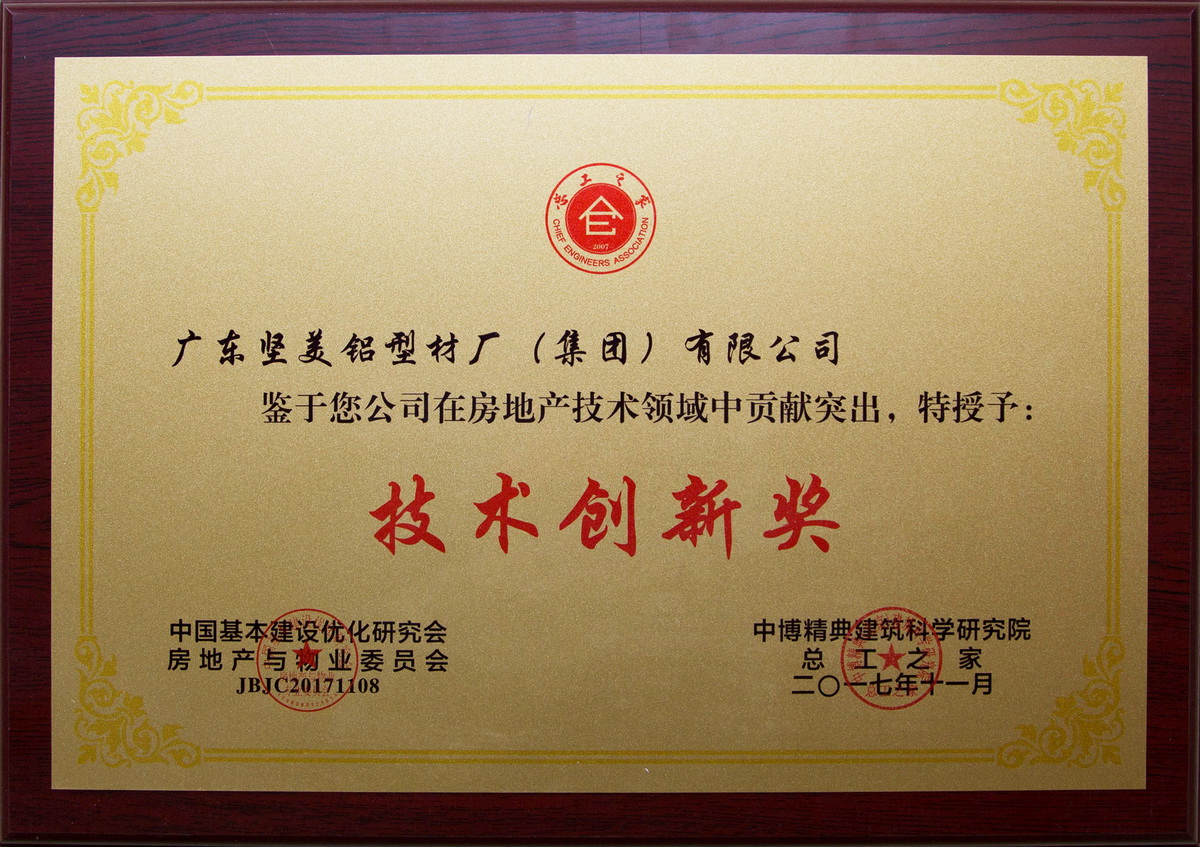 总工之家
2007
CHIEF ENGINEERS ASSOCIATION
广东坚美铝型材厂（集团）有限公司
鉴于您公司在房地产技术领域中贡献突出，特授予：
技术创新奖
中国基本建设优化研究会
房地产与物业委员会
JBJC20171108
中博精典建筑科学研究院
总工之家
二〇一七年十一月